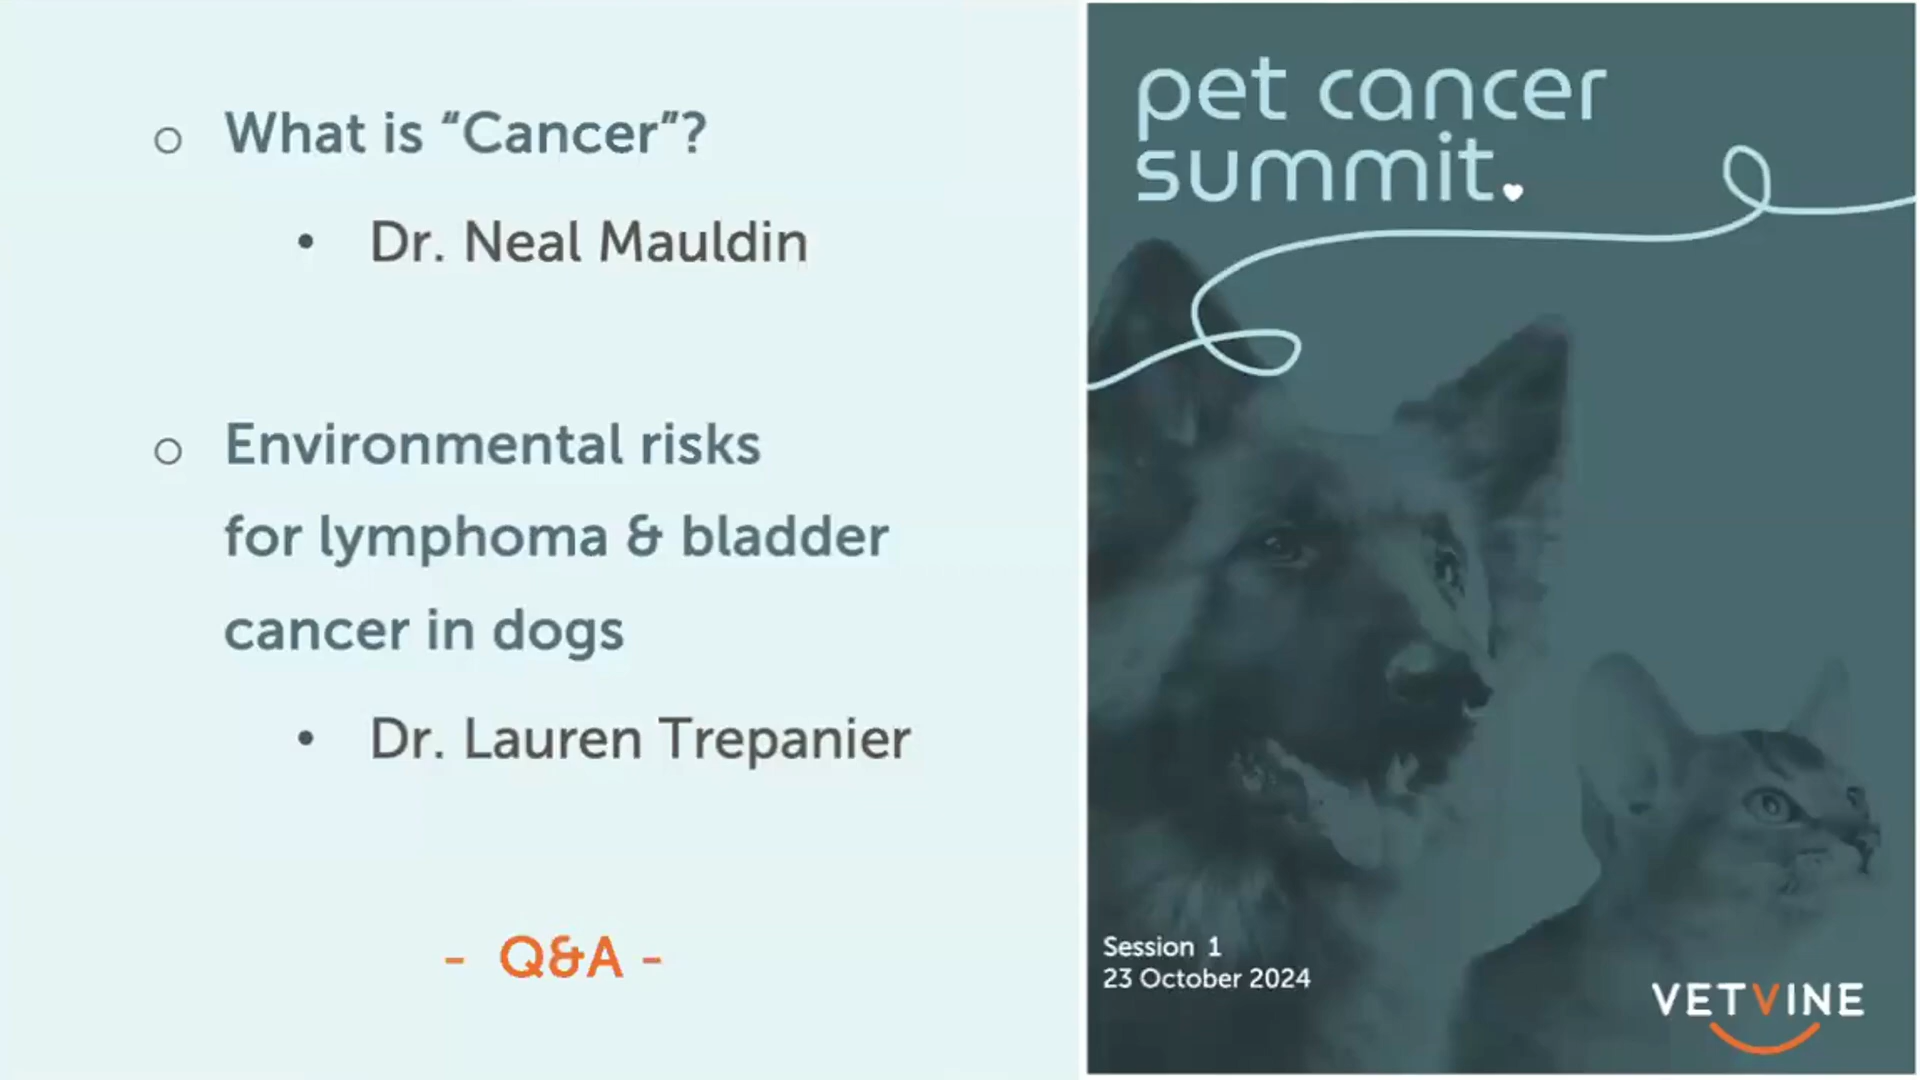 What is “Cancer”?
Dr. Neal Mauldin
Environmental risks
for lymphoma & bladder
cancer in dogs
Dr. Lauren Trepanier
- Q&A -
pet cancer
summit.
Session 1
23 October 2024
VETVINE